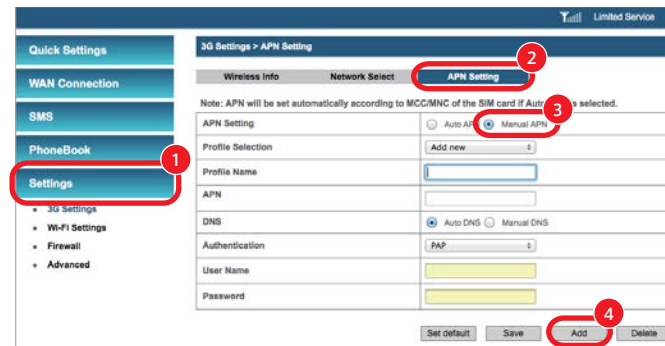 Limited Service
Quick Settings
WAN Connection
SMS
PhoneBook
Settings
3G Settings
Wi-Fi Settings
Firewall
Advanced
1
3G Settings > APN Setting
2
Wireless Info Network Select APN Setting
Note: APN will be set automatically according to MCC/MNC of the SIM card if selected.
3
APN Setting Manual APN
Profile Selection Add new
Profile Name
APN
DNS Auto DNS Manual DNS
Authentication PAP
User Name
Password
4
Set default Save Add Delete